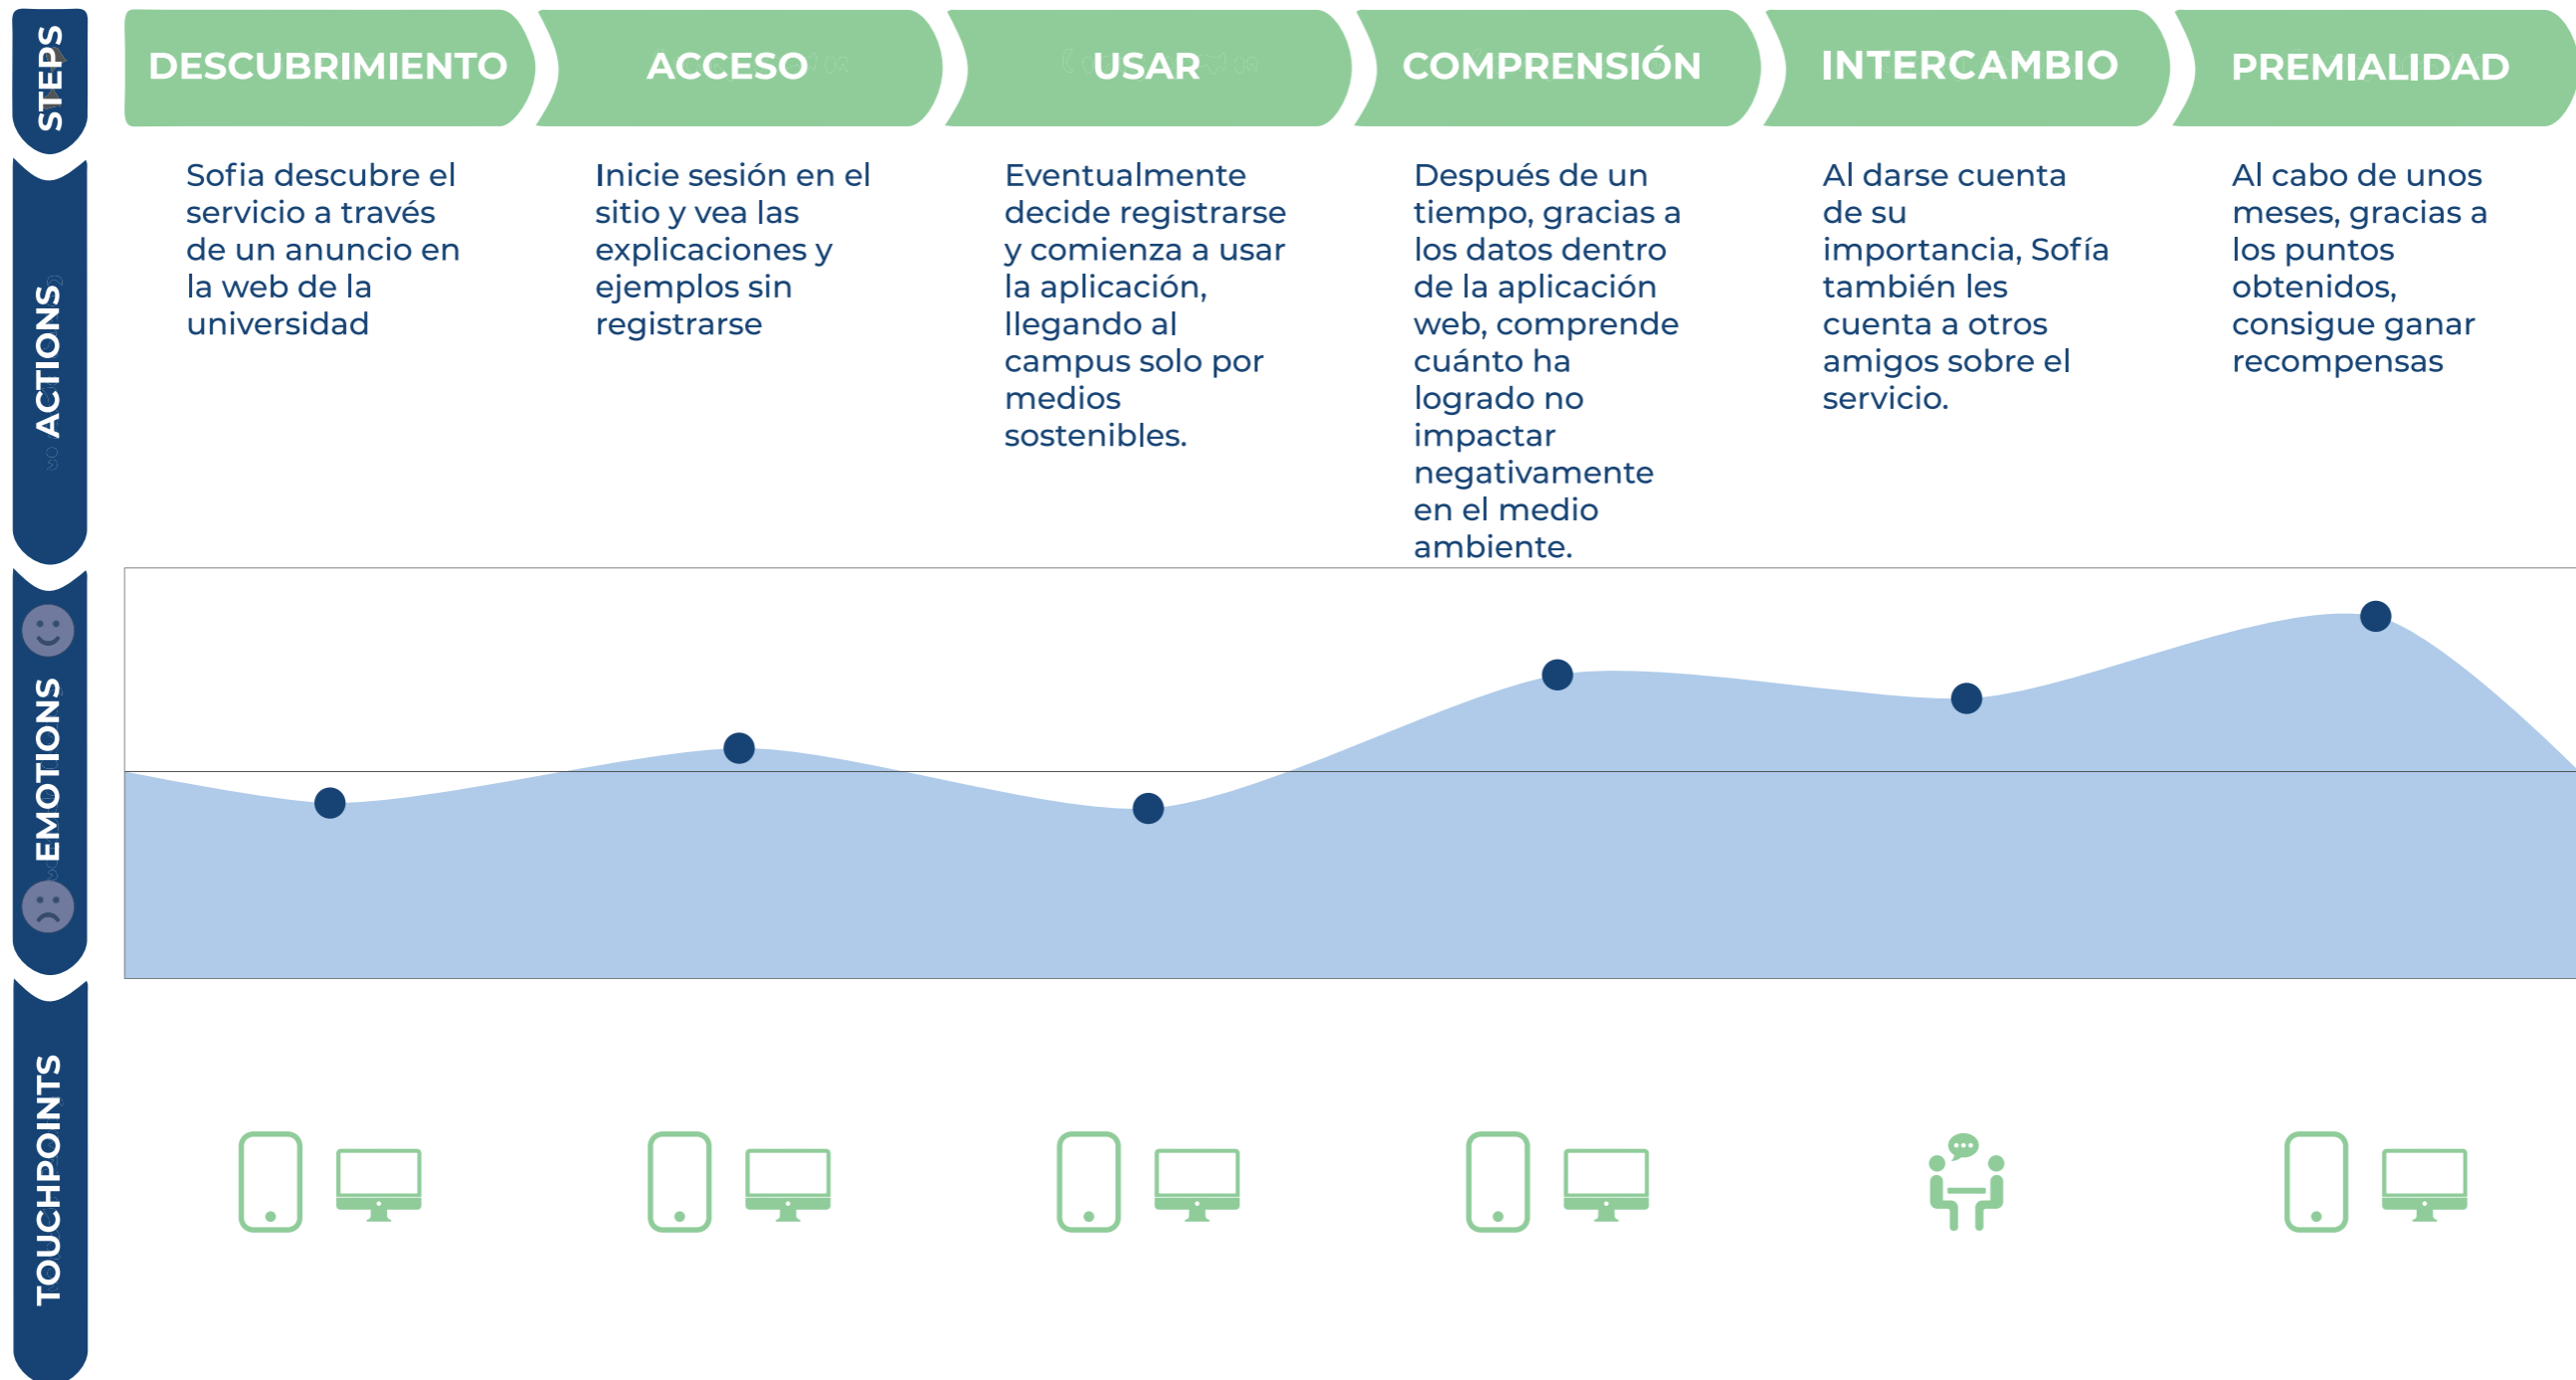 STEPS
DESCUBRIMIENTO
ACCESO
USAR
COMPRENSIÓN
INTERCAMBIO
PREMIALIDAD
ACTIONS
Sofia descubre el
servicio a través
de un anuncio en
la web de la
universidad
Inicie sesión en el
sitio y vea las
explicaciones y
ejemplos sin
registrarse
Eventualmente
decide registrarse
y comienza a usar
la aplicación,
llegando al
campus solo por
medios
sostenibles.
Después de un
tiempo, gracias a
los datos dentro
de la aplicación
web, comprende
cuánto ha
logrado no
impactar
negativamente
en el medio
ambiente.
Al darse cuenta
de su
importancia, Sofía
también les
cuenta a otros
amigos sobre el
servicio.
Al cabo de unos
meses, gracias a
los puntos
obtenidos,
consigue ganar
recompensas
EMOTIONS
TOUCHPOINTS